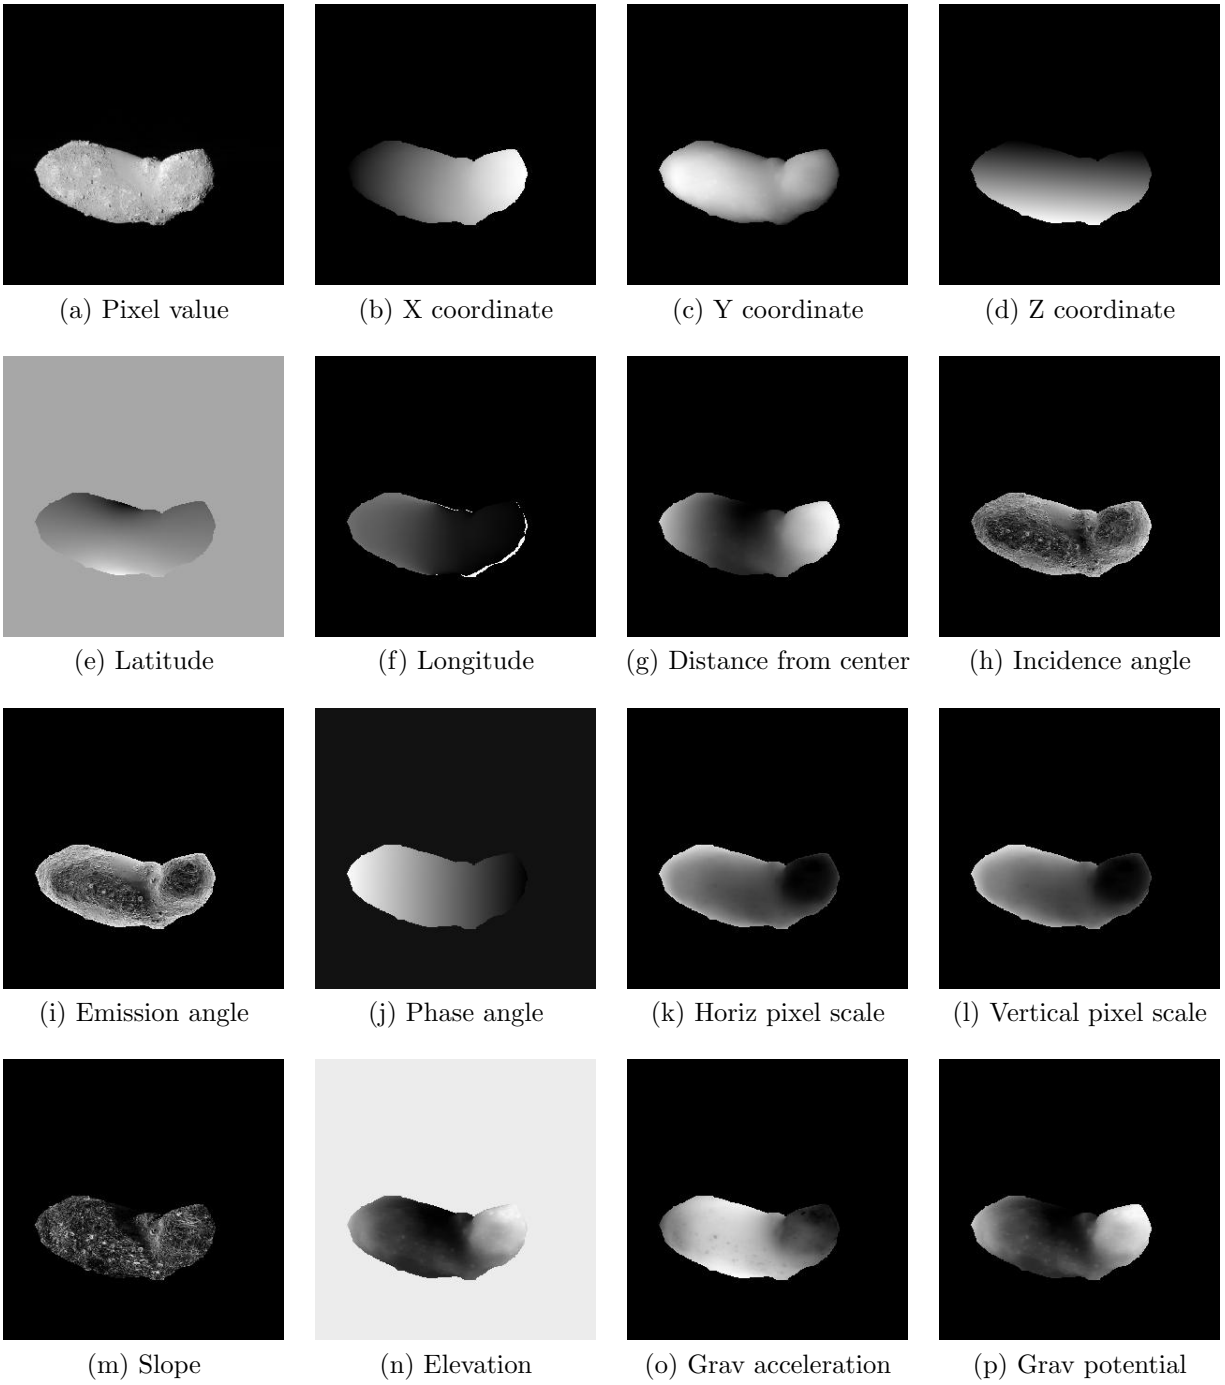 (a) Pixel value
(b) X coordinate
(c) Y coordinate
(d) Z coordinate
(e) Latitude
(f) Longitude
(g) Distance from center
(h) Incidence angle
(i) Emission angle
(j) Phase angle
(k) Horiz pixel scale
(l) Vertical pixel scale
(m) Slope
(n) Elevation
(o) Grav acceleration
(p) Grav potential